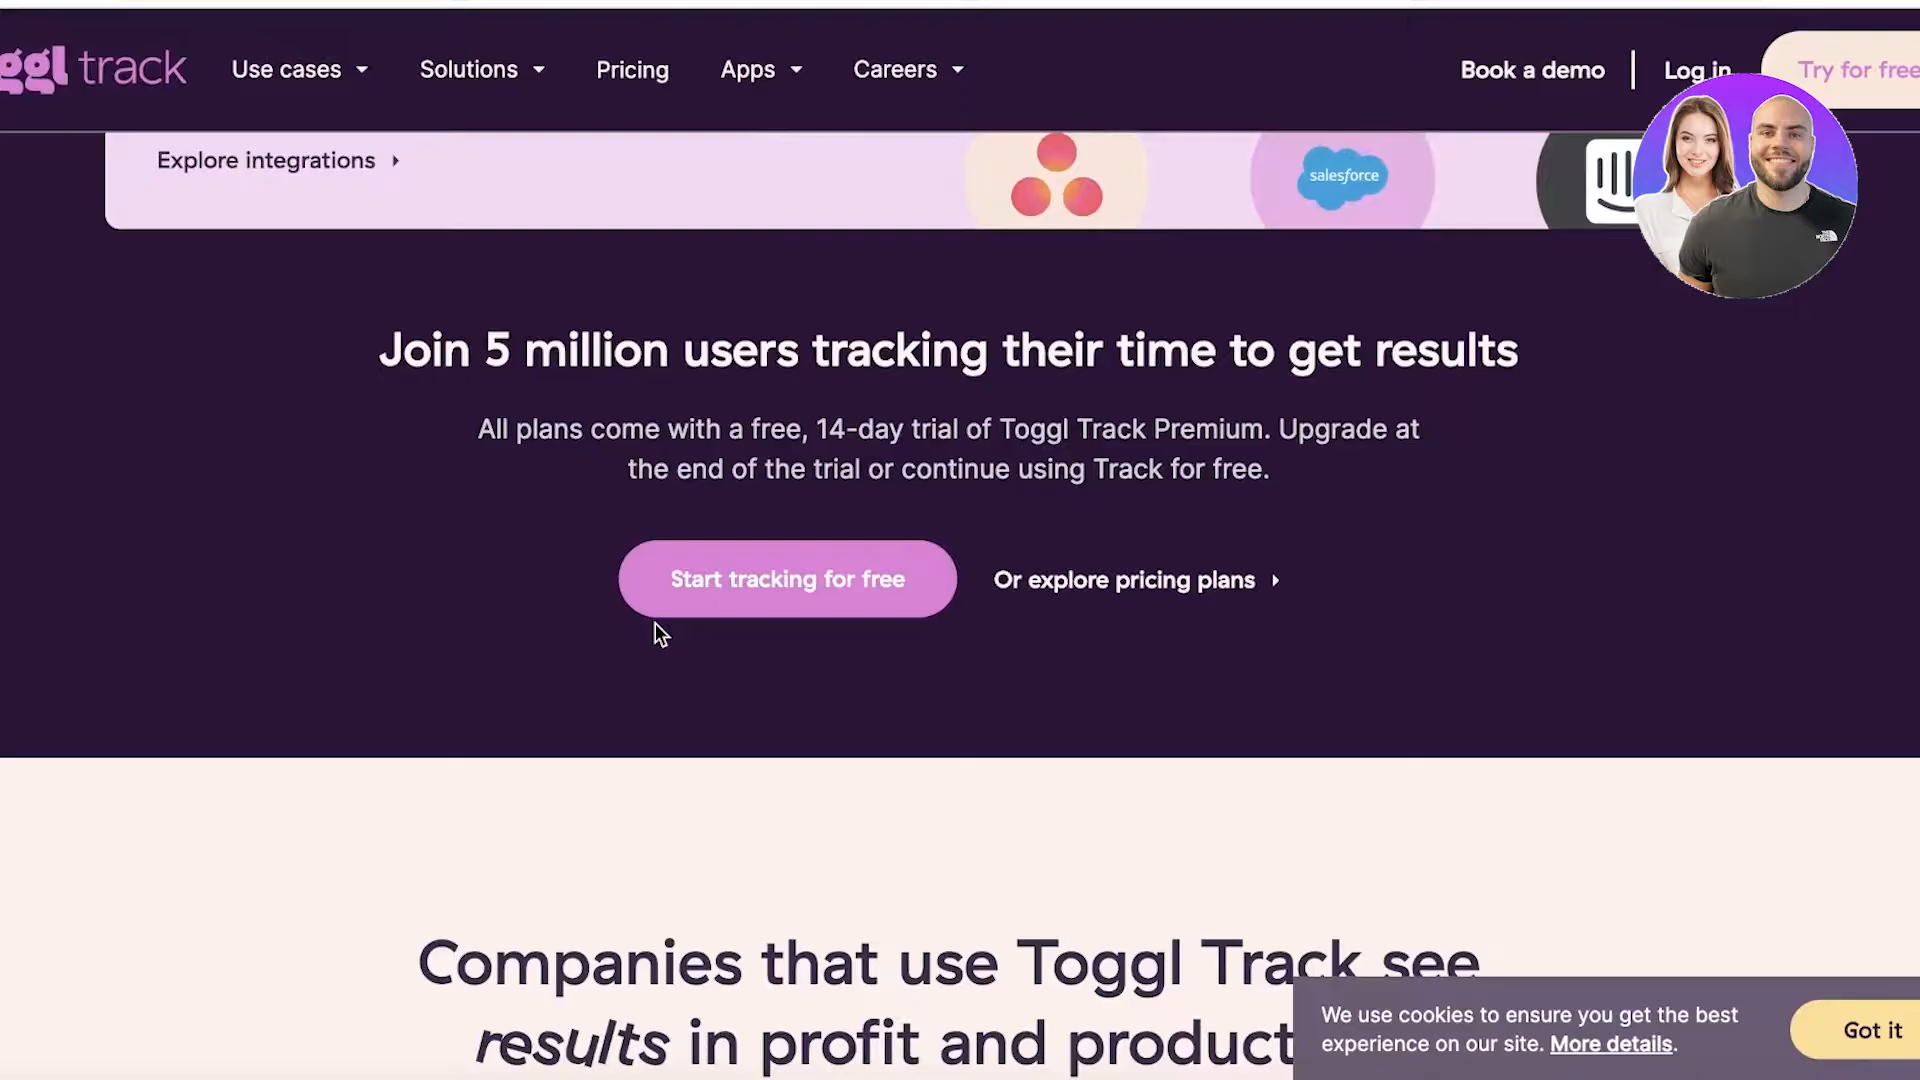 ggl track
Use cases
Solutions
Pricing
Apps
Careers
Book a demo
Log in
Try for free
Explore integrations
salesforce
Join 5 million users tracking their time to get results
All plans come with a free, 14-day trial of Toggl Track Premium. Upgrade at
the end of the trial or continue using Track for free.
Start tracking for free
Or explore pricing plans
Companies that use Toggl Track see
results in profit and product
We use cookies to ensure you get the best
experience on our site. More details.
Got it